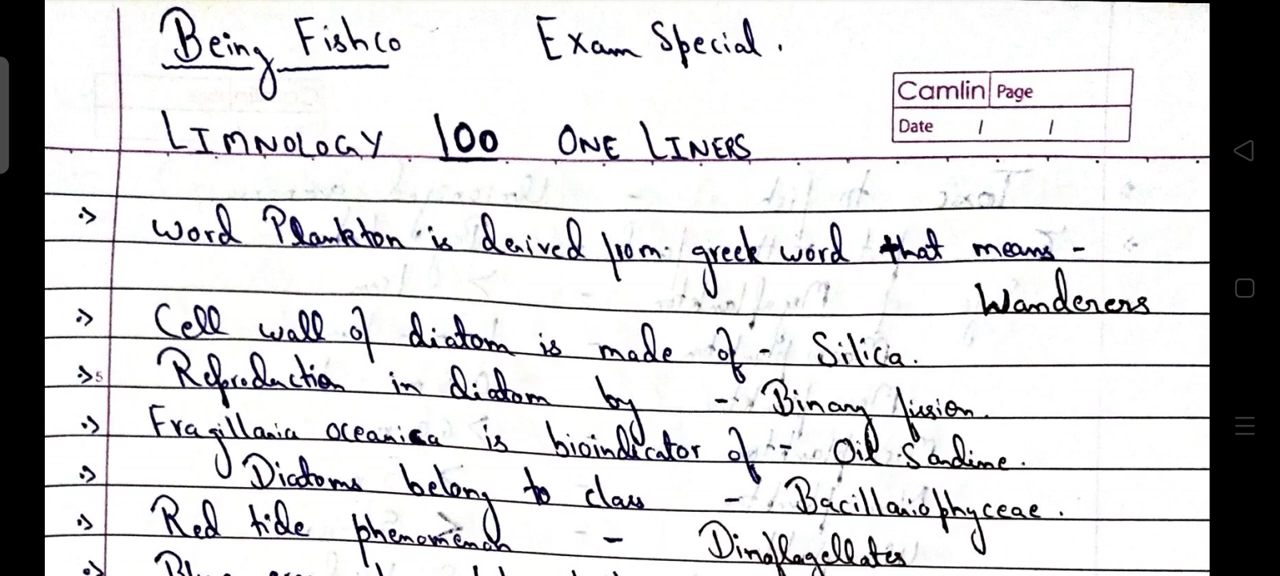 Being Fishco Exam Special.
Camlin Page
Date / /
LIMNOLOGY 100 ONE LINERS
Word Plankton is derived from greek word that means -
Wanderers
Cell wall of diatom is made of - Silica.
Reproduction in diatom by - Binary fission.
Fragillaria oceanica is bioindicator of - Oil Sardine.
Diatoms belong to class - Bacillariophyceae.
Red tide phenomenon - Dinoflagellates